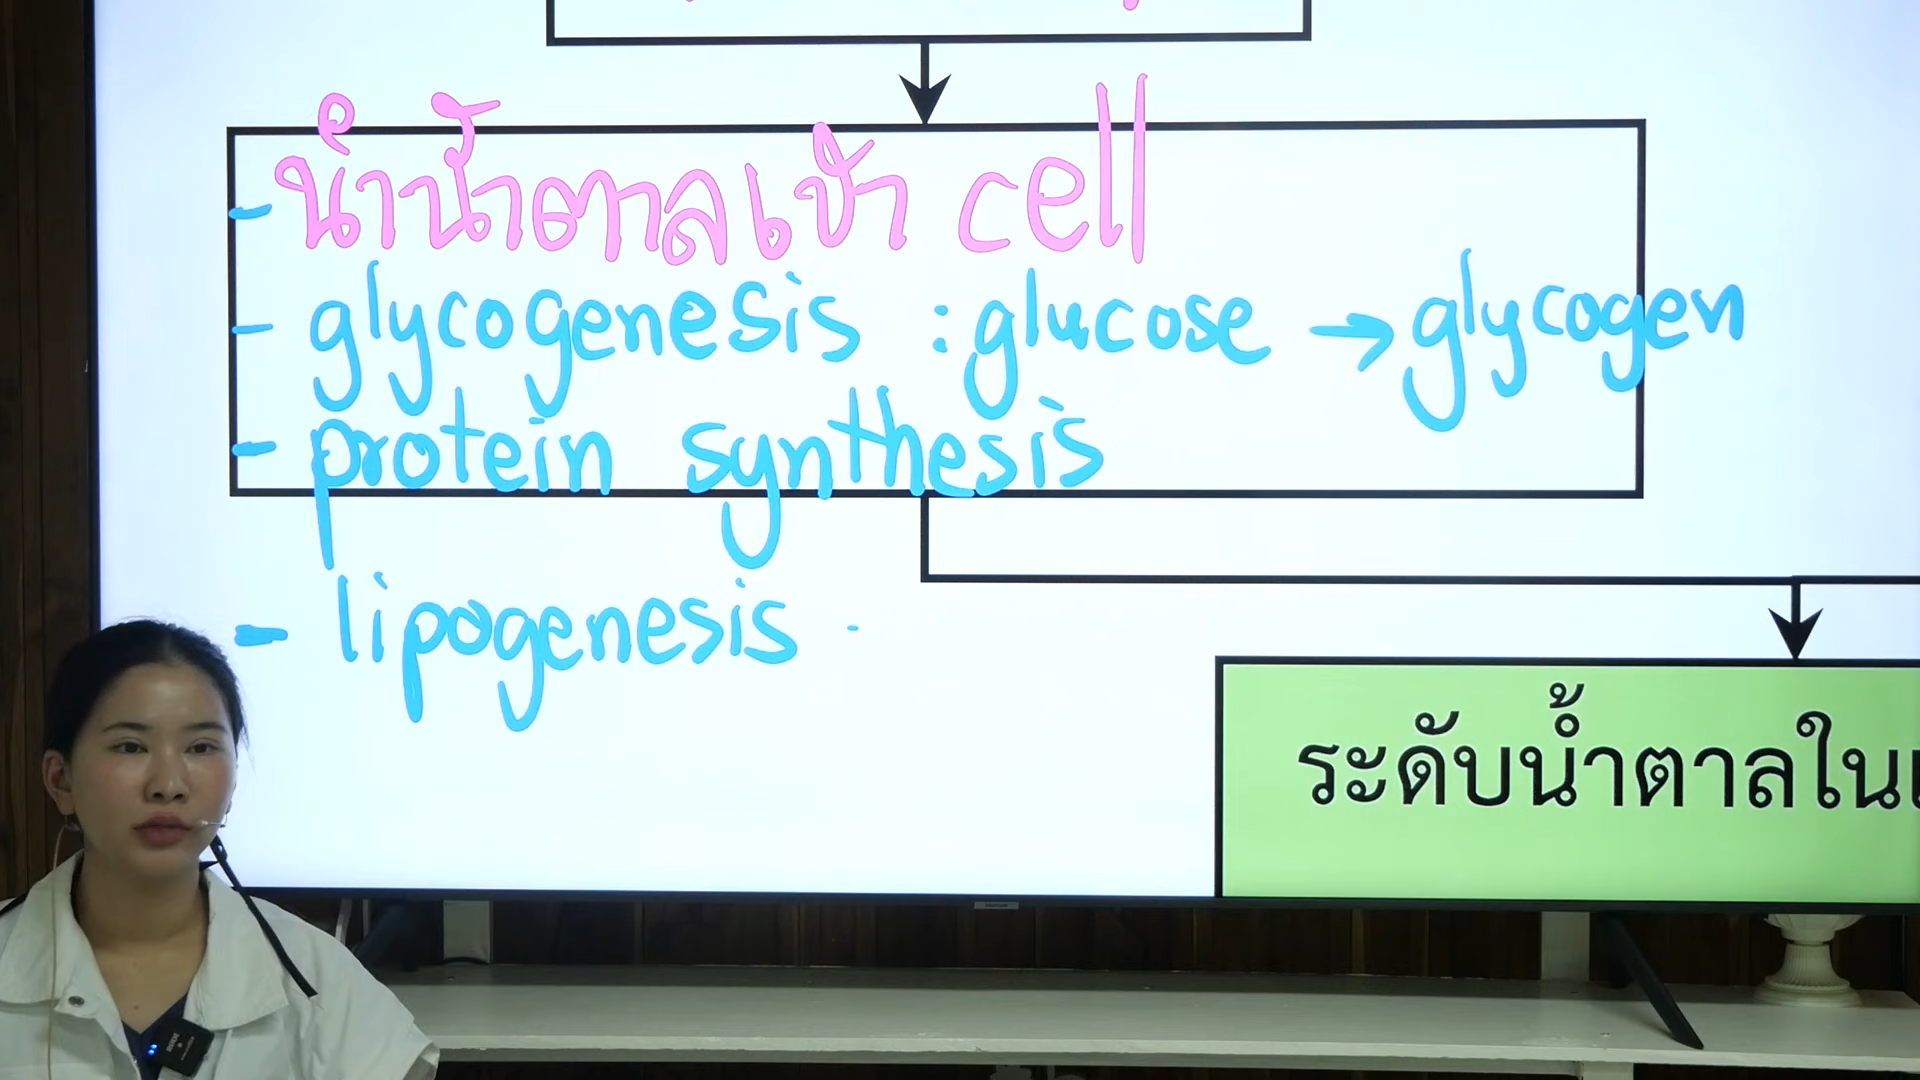 - นำน้ำตาลเข้า cell
- glycogenesis : glucose → glycogen
- protein synthesis
- lipogenesis
ระดับน้ำตาลใน